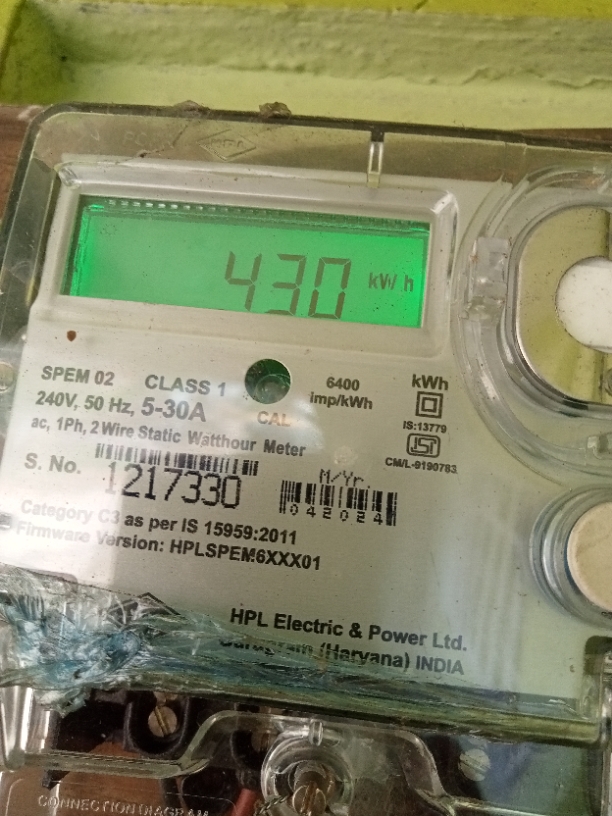 430 kWh
SPEM 02 CLASS 1
240V, 50 Hz, 5-30A
ac, 1Ph, 2 Wire Static Watthour Meter
CAL
6400
imp/kWh
kWh
IS:13779
ISI
CM/L-9190783
S. No. 1217330
M/Yr.
042024
Category C3 as per IS 15959:2011
Firmware Version: HPLSPEM6XXX01
HPL Electric & Power Ltd.
Gurugram (Haryana) INDIA
CONNECTION DIAGRAM